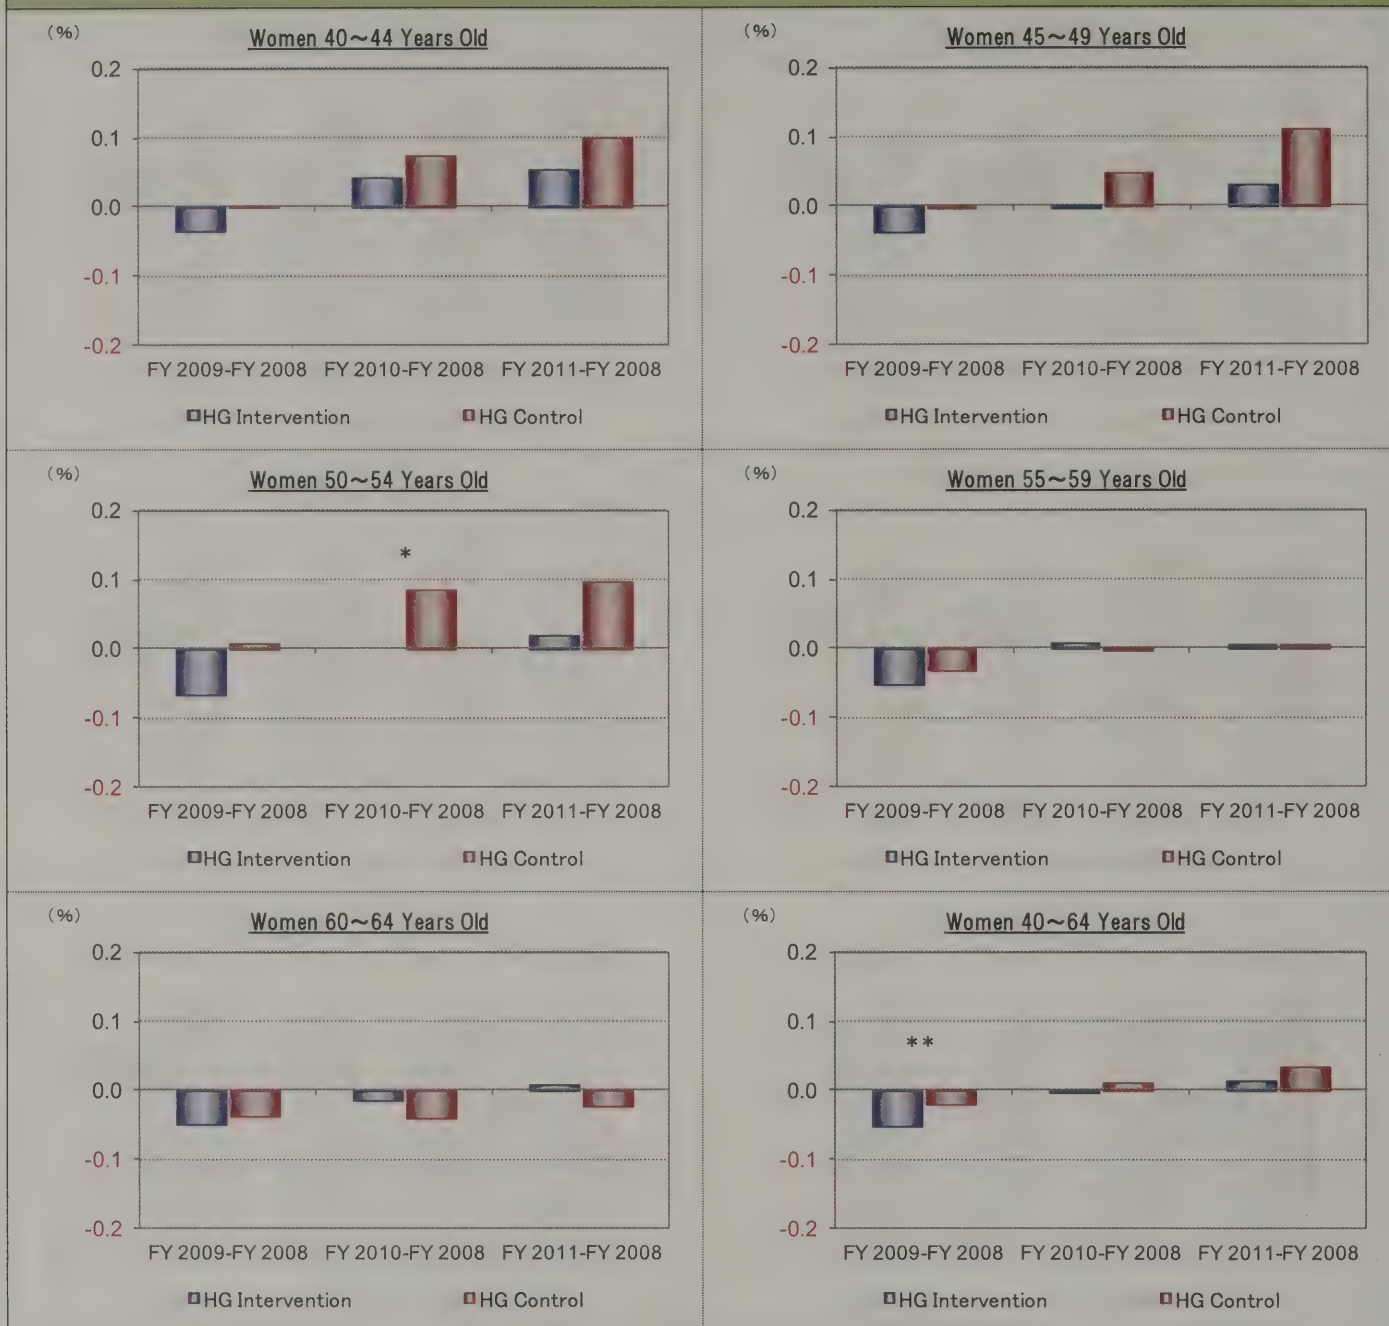 (%)
Women 40～44 Years Old
0.2
0.1
0.0
-0.1
-0.2
FY 2009-FY 2008 FY 2010-FY 2008 FY 2011-FY 2008
HG Intervention HG Control
(%)
Women 45～49 Years Old
0.2
0.1
0.0
-0.1
-0.2
FY 2009-FY 2008 FY 2010-FY 2008 FY 2011-FY 2008
HG Intervention HG Control
(%)
Women 50～54 Years Old
0.2
*
0.1
0.0
-0.1
-0.2
FY 2009-FY 2008 FY 2010-FY 2008 FY 2011-FY 2008
HG Intervention HG Control
(%)
Women 55～59 Years Old
0.2
0.1
0.0
-0.1
-0.2
FY 2009-FY 2008 FY 2010-FY 2008 FY 2011-FY 2008
HG Intervention HG Control
(%)
Women 60～64 Years Old
0.2
0.1
0.0
-0.1
-0.2
FY 2009-FY 2008 FY 2010-FY 2008 FY 2011-FY 2008
HG Intervention HG Control
(%)
Women 40～64 Years Old
0.2
0.1
**
0.0
-0.1
-0.2
FY 2009-FY 2008 FY 2010-FY 2008 FY 2011-FY 2008
HG Intervention HG Control